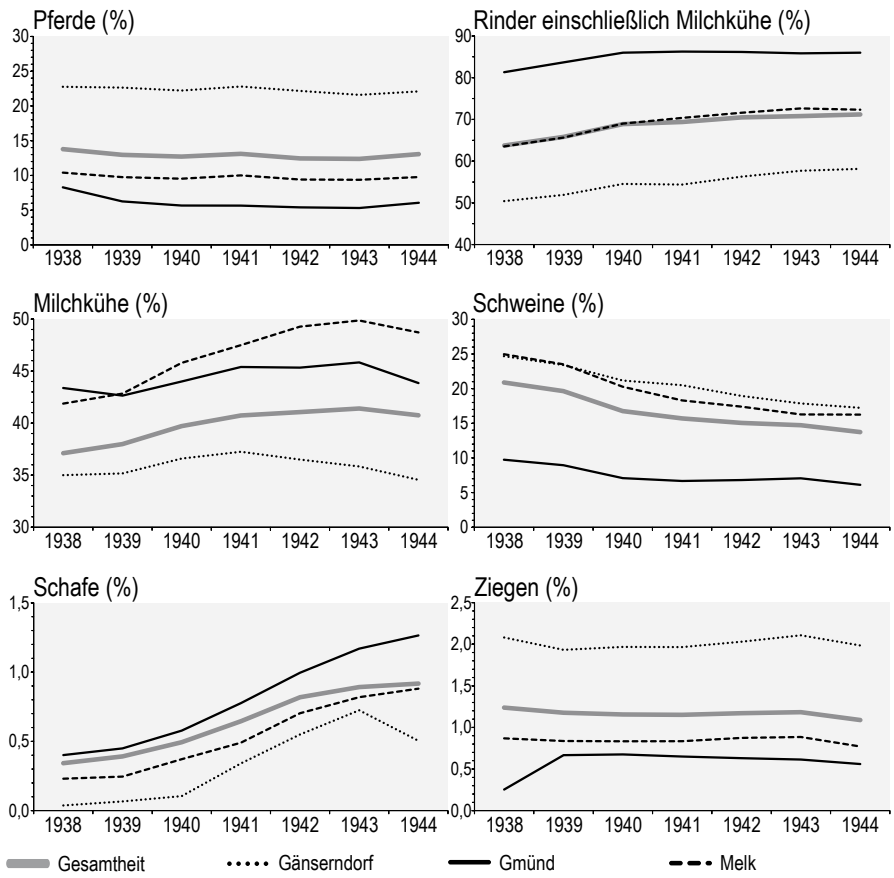 Pferde (%)
30
25
20
15
10
5
0
1938 1939 1940 1941 1942 1943 1944
Rinder einschließlich Milchkühe (%)
90
80
70
60
50
40
1938 1939 1940 1941 1942 1943 1944
Milchkühe (%)
50
45
40
35
30
1938 1939 1940 1941 1942 1943 1944
Schweine (%)
30
25
20
15
10
5
0
1938 1939 1940 1941 1942 1943 1944
Schafe (%)
1,5
1,0
0,5
0,0
1938 1939 1940 1941 1942 1943 1944
Ziegen (%)
2,5
2,0
1,5
1,0
0,5
0,0
1938 1939 1940 1941 1942 1943 1944
Gesamtheit Gänserndorf Gmünd Melk